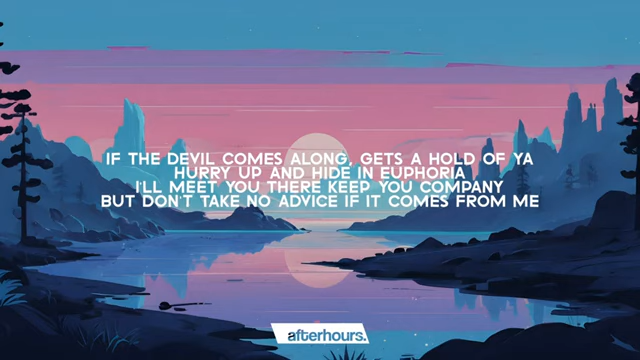 IF THE DEVIL COMES ALONG, GETS A HOLD OF YA
HURRY UP AND HIDE IN EUPHORIA
I'LL MEET YOU THERE KEEP YOU COMPANY
BUT DON'T TAKE NO ADVICE IF IT COMES FROM ME
afterhours.